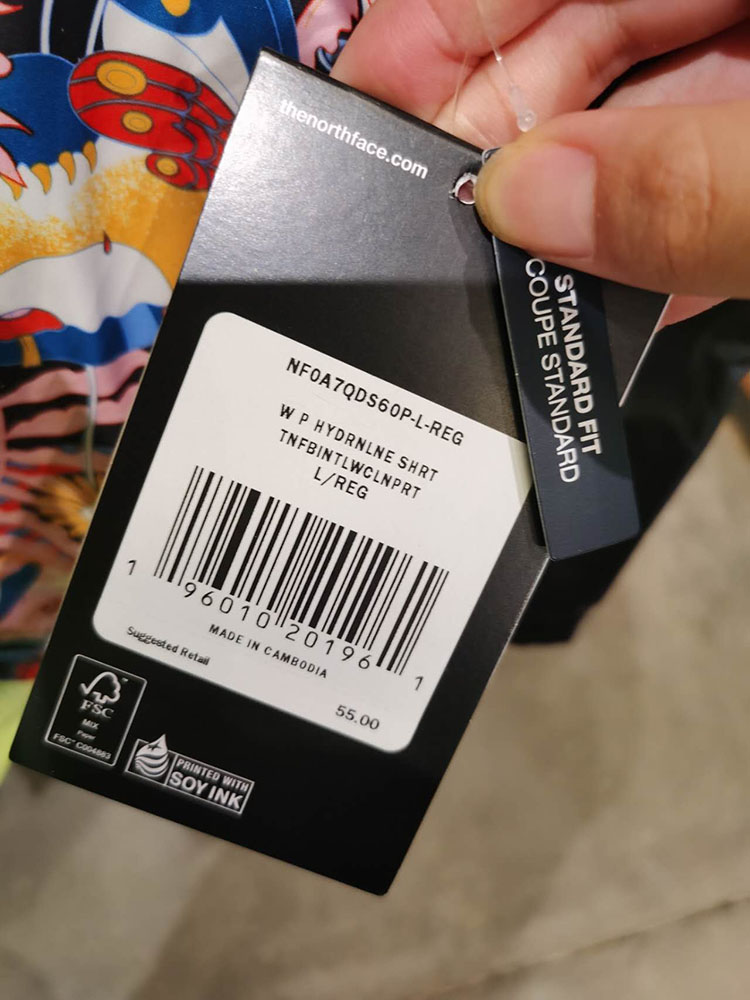 thenorthface.com
STANDARD FIT
COUPE STANDARD
NF0A7QDS60P-L-REG
W P HYDRNLNE SHRT
TNFBINTLWCLNPRT
L/REG
1 96010 20196 1
MADE IN CAMBODIA
Suggested Retail
55.00
FSC
MIX
Paper
FSC® C004863
PRINTED WITH
SOY INK